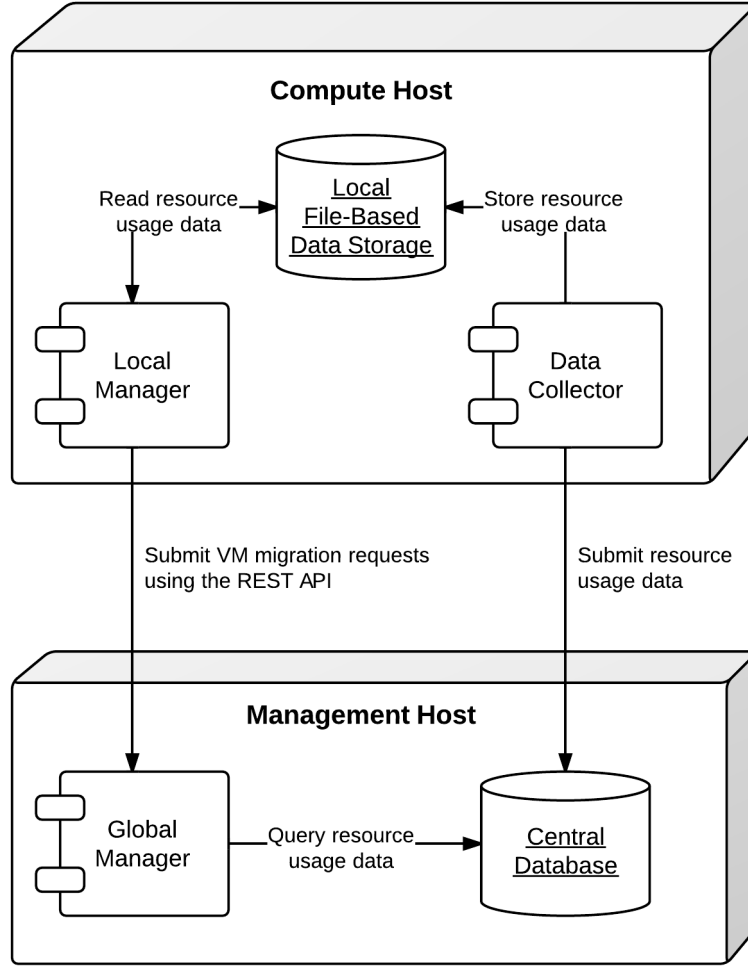 Compute Host
Local
File-Based
Data Storage
Read resource
usage data
Store resource
usage data
Local
Manager
Data
Collector
Submit VM migration requests
using the REST API
Submit resource
usage data
Management Host
Global
Manager
Query resource
usage data
Central
Database